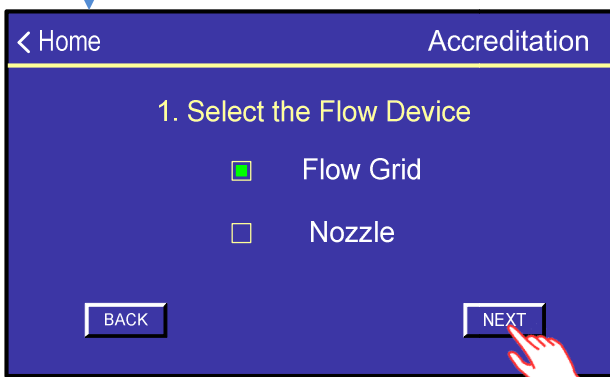 < Home
Accreditation
1. Select the Flow Device
Flow Grid
Nozzle
BACK
NEXT